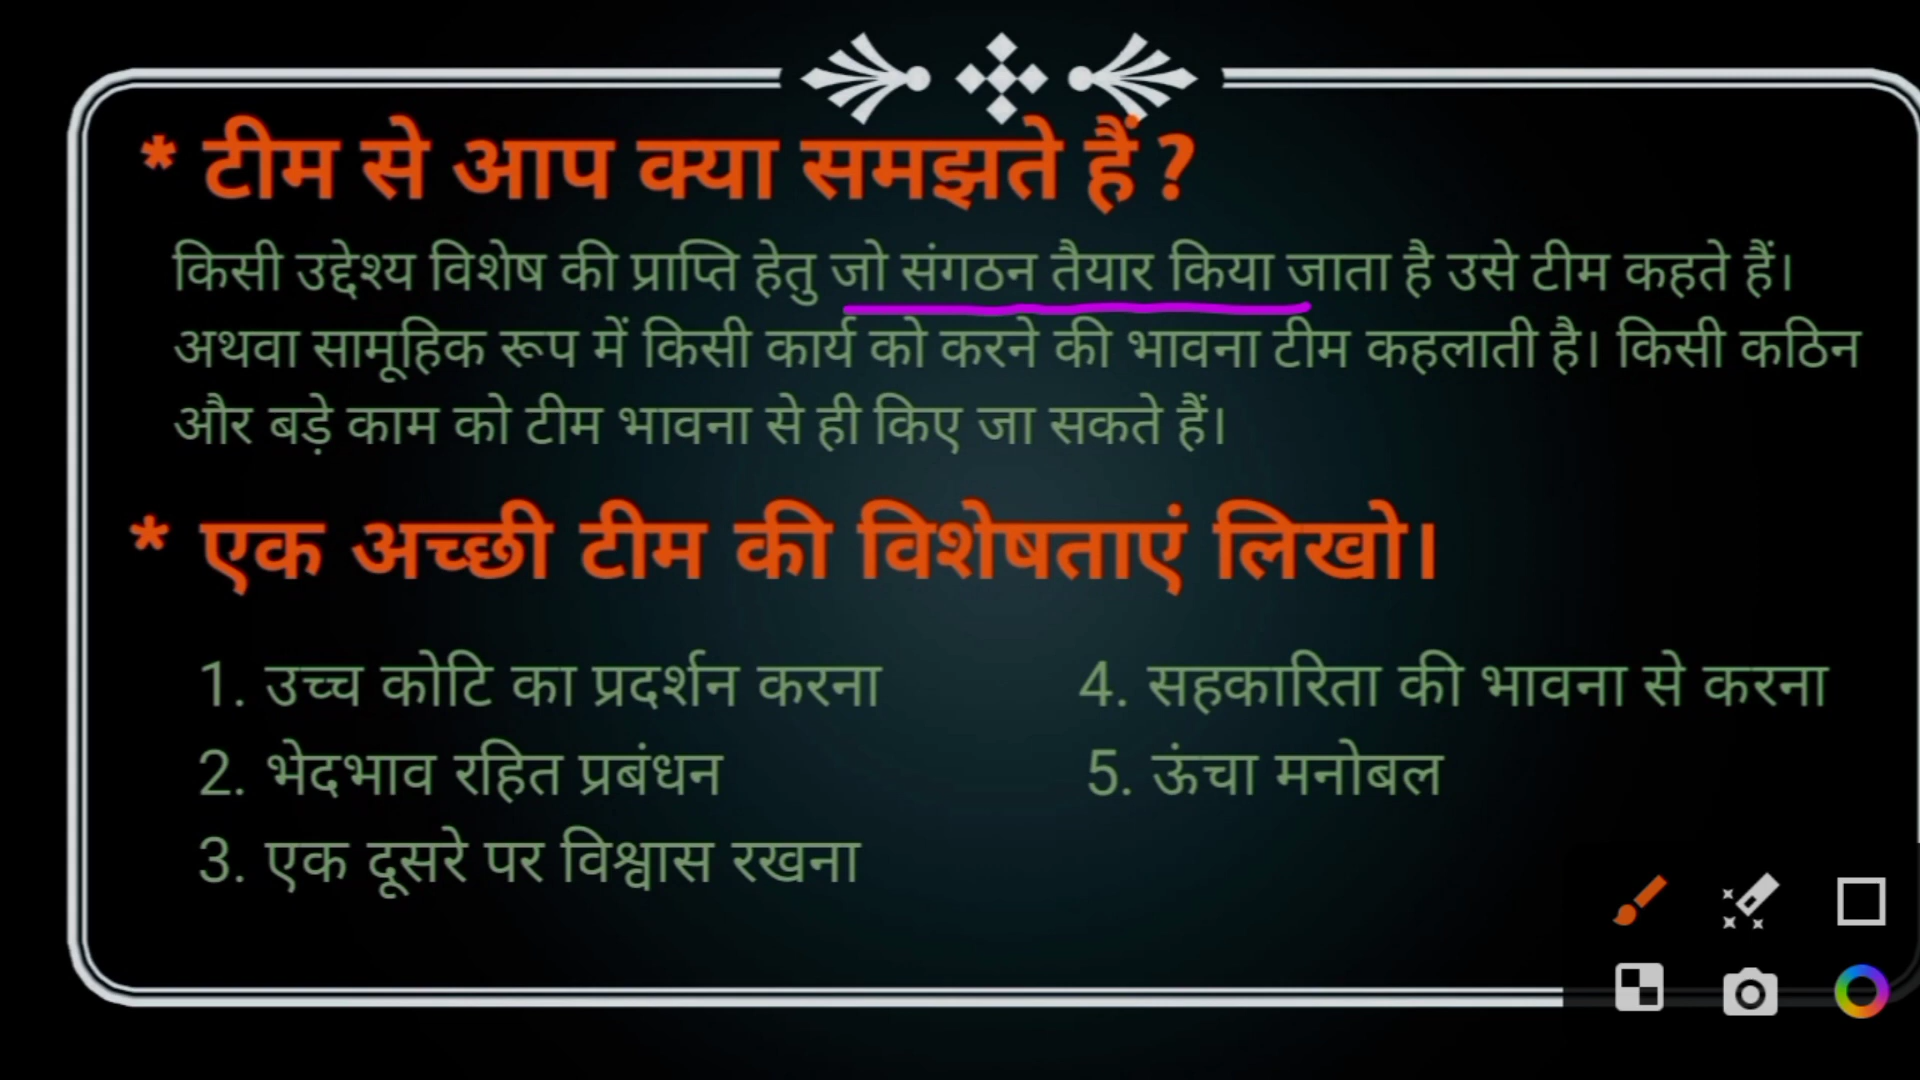 * टीम से आप क्या समझते हैं ?
किसी उद्देश्य विशेष की प्राप्ति हेतु जो संगठन तैयार किया जाता है उसे टीम कहते हैं।
अथवा सामूहिक रूप में किसी कार्य को करने की भावना टीम कहलाती है। किसी कठिन
और बड़े काम को टीम भावना से ही किए जा सकते हैं।
* एक अच्छी टीम की विशेषताएं लिखो।
1. उच्च कोटि का प्रदर्शन करना
2. भेदभाव रहित प्रबंधन
3. एक दूसरे पर विश्वास रखना
4. सहकारिता की भावना से करना
5. ऊंचा मनोबल